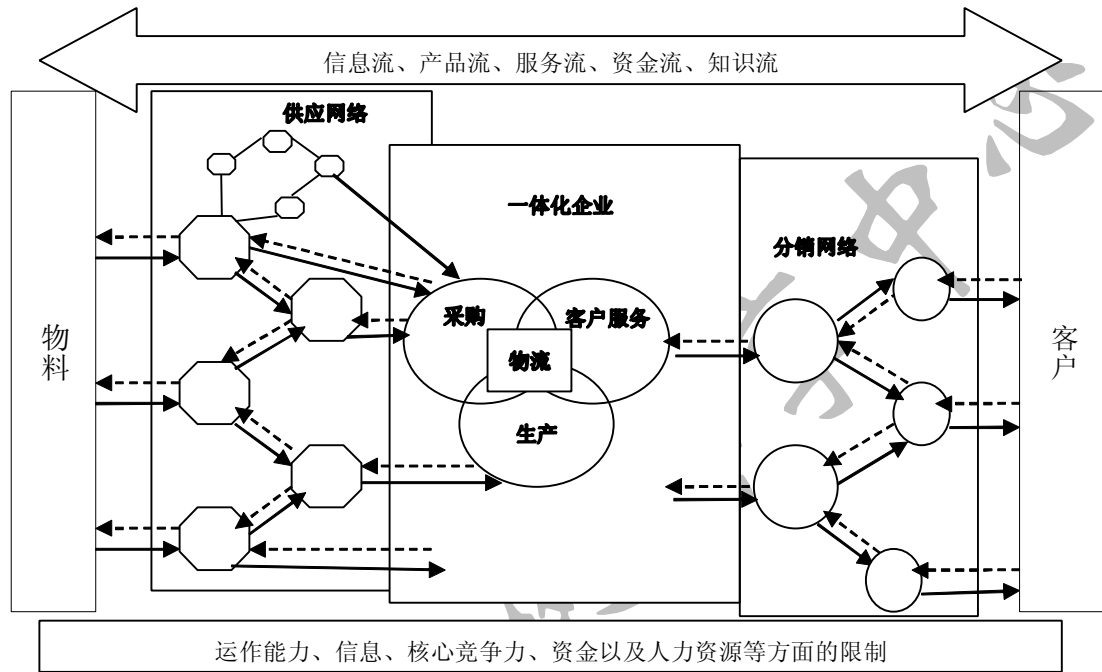 信息流、产品流、服务流、资金流、知识流
供应网络
一体化企业
分销网络
物料
采购
客户服务
物流
生产
客户
运作能力、信息、核心竞争力、资金以及人力资源等方面的限制